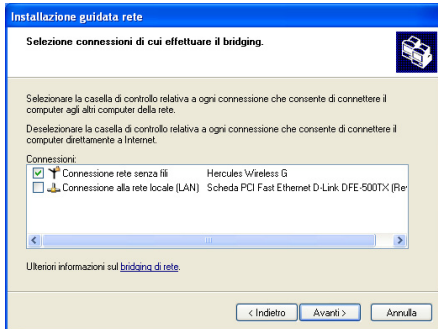 Installazione guidata rete
Selezione connessioni di cui effettuare il bridging.
Selezionare la casella di controllo relativa a ogni connessione che consente di connettere il
computer agli altri computer della rete.
Deselezionare la casella di controllo relativa a ogni connessione che consente di connettere il
computer direttamente a Internet.
Connessioni:
Connessione rete senza fili Hercules Wireless G
Connessione alla rete locale (LAN) Scheda PCI Fast Ethernet D-Link DFE-500TX (Re
Ulteriori informazioni sul bridging di rete.
< Indietro Avanti > Annulla